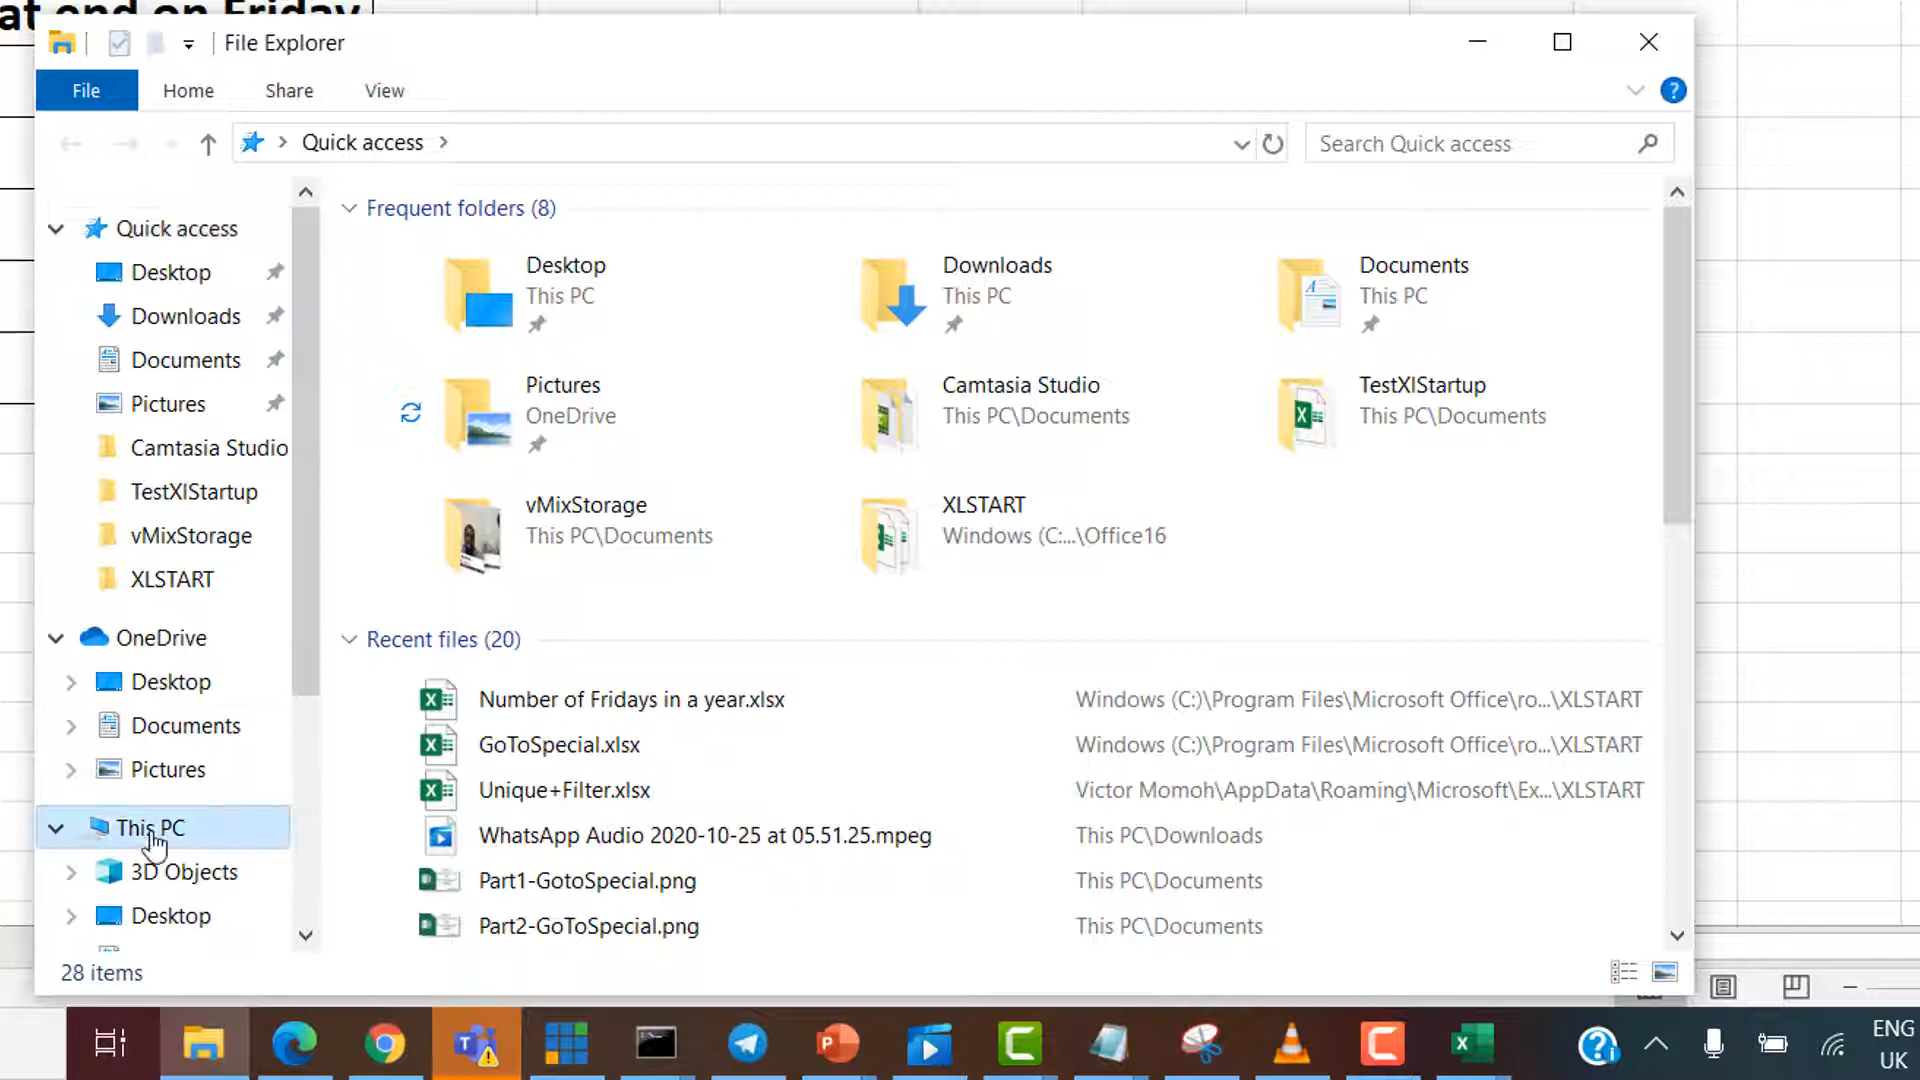 at end on Friday
File Explorer
File
Home
Share
View
?
Quick access
Search Quick access
Quick access
Desktop
Downloads
Documents
Pictures
Camtasia Studio
TestXlStartup
vMixStorage
XLSTART
OneDrive
Desktop
Documents
Pictures
This PC
3D Objects
Desktop
28 items
Frequent folders (8)
Desktop
This PC
Downloads
This PC
Documents
This PC
Pictures
OneDrive
Camtasia Studio
This PC\Documents
TestXlStartup
This PC\Documents
vMixStorage
This PC\Documents
XLSTART
Windows (C:...\Office16
Recent files (20)
Number of Fridays in a year.xlsx Windows (C:)\Program Files\Microsoft Office\ro...\XLSTART
GoToSpecial.xlsx Windows (C:)\Program Files\Microsoft Office\ro...\XLSTART
Unique+Filter.xlsx Victor Momoh\AppData\Roaming\Microsoft\Ex...\XLSTART
WhatsApp Audio 2020-10-25 at 05.51.25.mpeg This PC\Downloads
Part1-GotoSpecial.png This PC\Documents
Part2-GoToSpecial.png This PC\Documents
ENG
UK